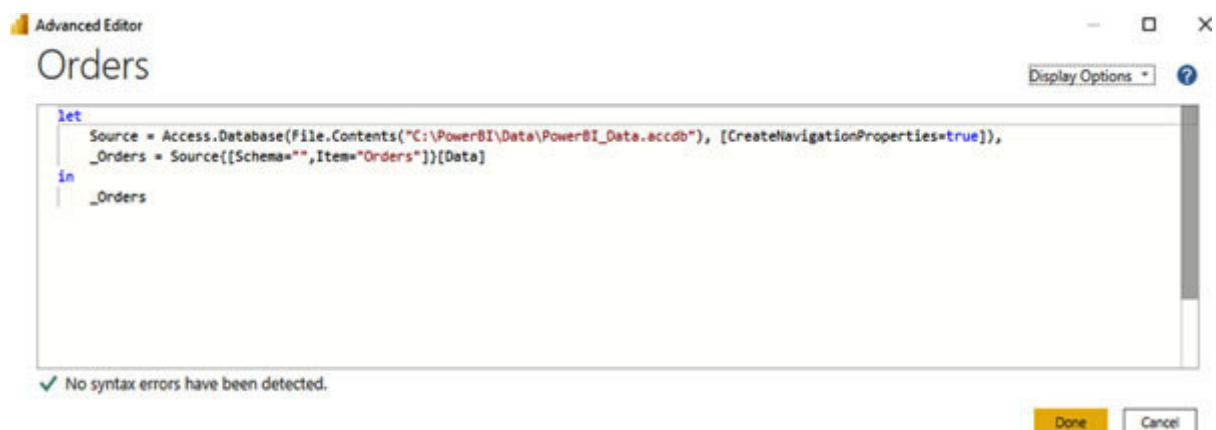 Advanced Editor
Orders
Display Options
?
let
Source = Access.Database(File.Contents("C:\PowerBI\Data\PowerBI_Data.accdb"), [CreateNavigationProperties=true]),
_Orders = Source{[Schema="",Item="Orders"]}[Data]
in
_Orders
No syntax errors have been detected.
Done Cancel